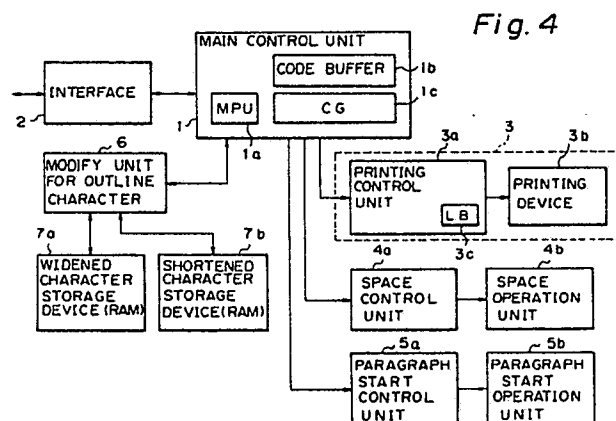 Fig. 4
MAIN CONTROL UNIT
CODE BUFFER
1b
MPU
CG
1c
1
1a
INTERFACE
2
6
MODIFY UNIT
FOR OUTLINE
CHARACTER
7a
WIDENED
CHARACTER
STORAGE
DEVICE (RAM)
7b
SHORTENED
CHARACTER
STORAGE
DEVICE (RAM)
3
3a
PRINTING
CONTROL
UNIT
LB
3c
3b
PRINTING
DEVICE
4a
SPACE
CONTROL
UNIT
4b
SPACE
OPERATION
UNIT
5a
PARAGRAPH
START
CONTROL
UNIT
5b
PARAGRAPH
START
OPERATION
UNIT